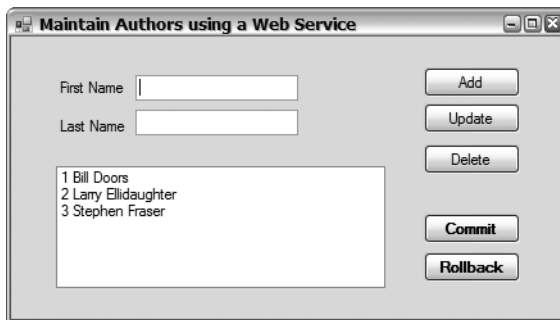 Maintain Authors using a Web Service
First Name
Add
Last Name
Update
Delete
1 Bill Doors
2 Larry Ellidaughter
3 Stephen Fraser
Commit
Rollback